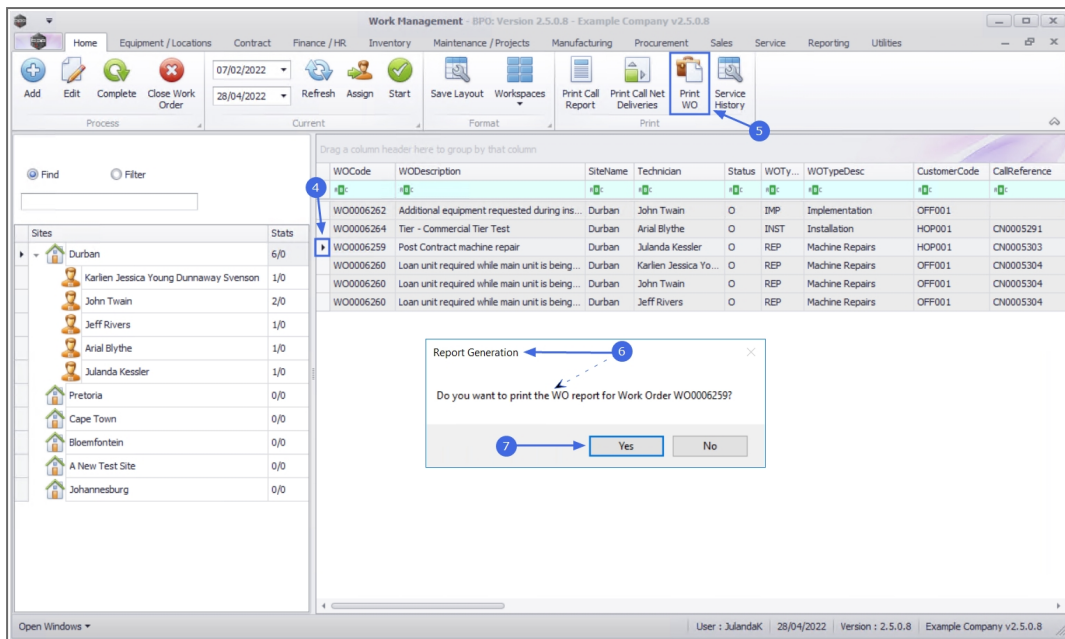 Work Management - BPO: Version 2.5.0.8 - Example Company v2.5.0.8
Home Equipment / Locations Contract Finance / HR Inventory Maintenance / Projects Manufacturing Procurement Sales Service Reporting Utilities
Add Edit Complete Close Work Order 07/02/2022 28/04/2022 Refresh Assign Start Save Layout Workspaces Print Call Report Print Call Net Deliveries Print WO Service History
Process Current Format Print
5
Drag a column header here to group by that column
Find Filter
4
WOCode WODescription SiteName Technician Status WOTy... WOTypeDesc CustomerCode CallReference
WO0006262 Additional equipment requested during ins... Durban John Twain O IMP Implementation OFF001
WO0006264 Tier - Commercial Tier Test Durban Arial Blythe O INST Installation HOP001 CN0005291
WO0006259 Post Contract machine repair Durban Julanda Kessler O REP Machine Repairs HOP001 CN0005303
WO0006260 Loan unit required while main unit is being... Durban Karlien Jessica Yo... O REP Machine Repairs OFF001 CN0005304
WO0006260 Loan unit required while main unit is being... Durban John Twain O REP Machine Repairs OFF001 CN0005304
WO0006260 Loan unit required while main unit is being... Durban Jeff Rivers O REP Machine Repairs OFF001 CN0005304
Sites Stats
Durban 6/0
Karlien Jessica Young Dunnaway Svenson 1/0
John Twain 2/0
Jeff Rivers 1/0
Arial Blythe 1/0
Julanda Kessler 1/0
Pretoria 0/0
Cape Town 0/0
Bloemfontein 0/0
A New Test Site 0/0
Johannesburg 0/0
Report Generation 6
Do you want to print the WO report for Work Order WO0006259?
7 Yes No
Open Windows User : JulandaK 28/04/2022 Version : 2.5.0.8 Example Company v2.5.0.8